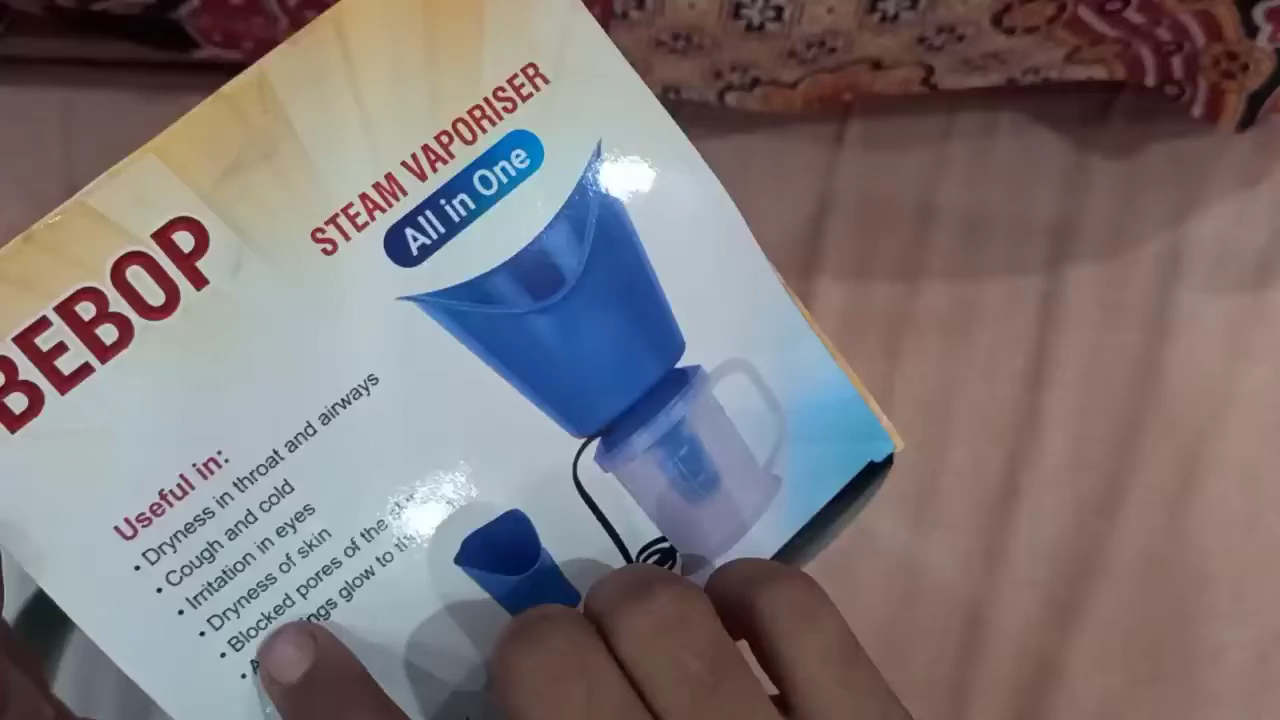 STEAM VAPORISER
All in One
BEBOP
Useful in:
• Dryness in throat and airways
• Cough and cold
• Irritation in eyes
• Dryness of skin
• Blocked pores of the
• glow to